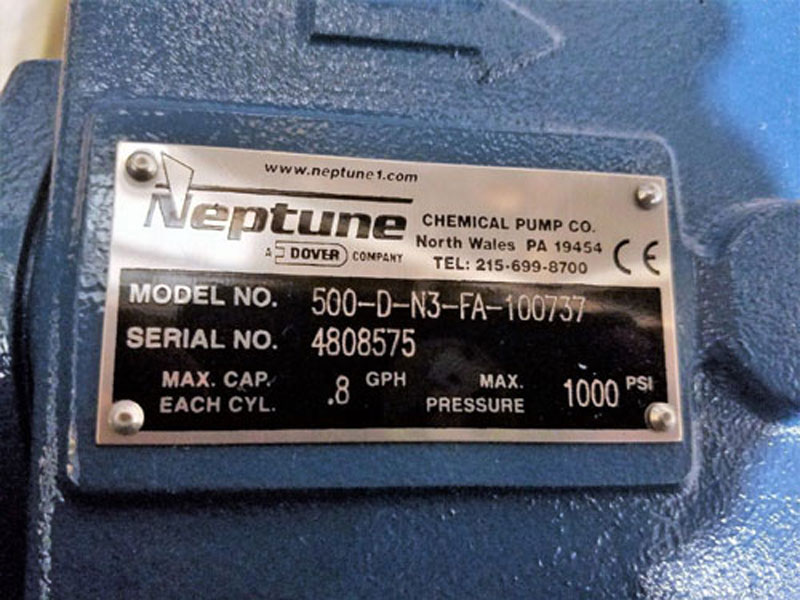 www.neptune1.com
Neptune CHEMICAL PUMP CO.
North Wales PA 19454
A DOVER COMPANY TEL: 215-699-8700 CE
MODEL NO. 500-D-N3-FA-100737
SERIAL NO. 4808575
MAX. CAP. EACH CYL. .8 GPH MAX. PRESSURE 1000 PSI